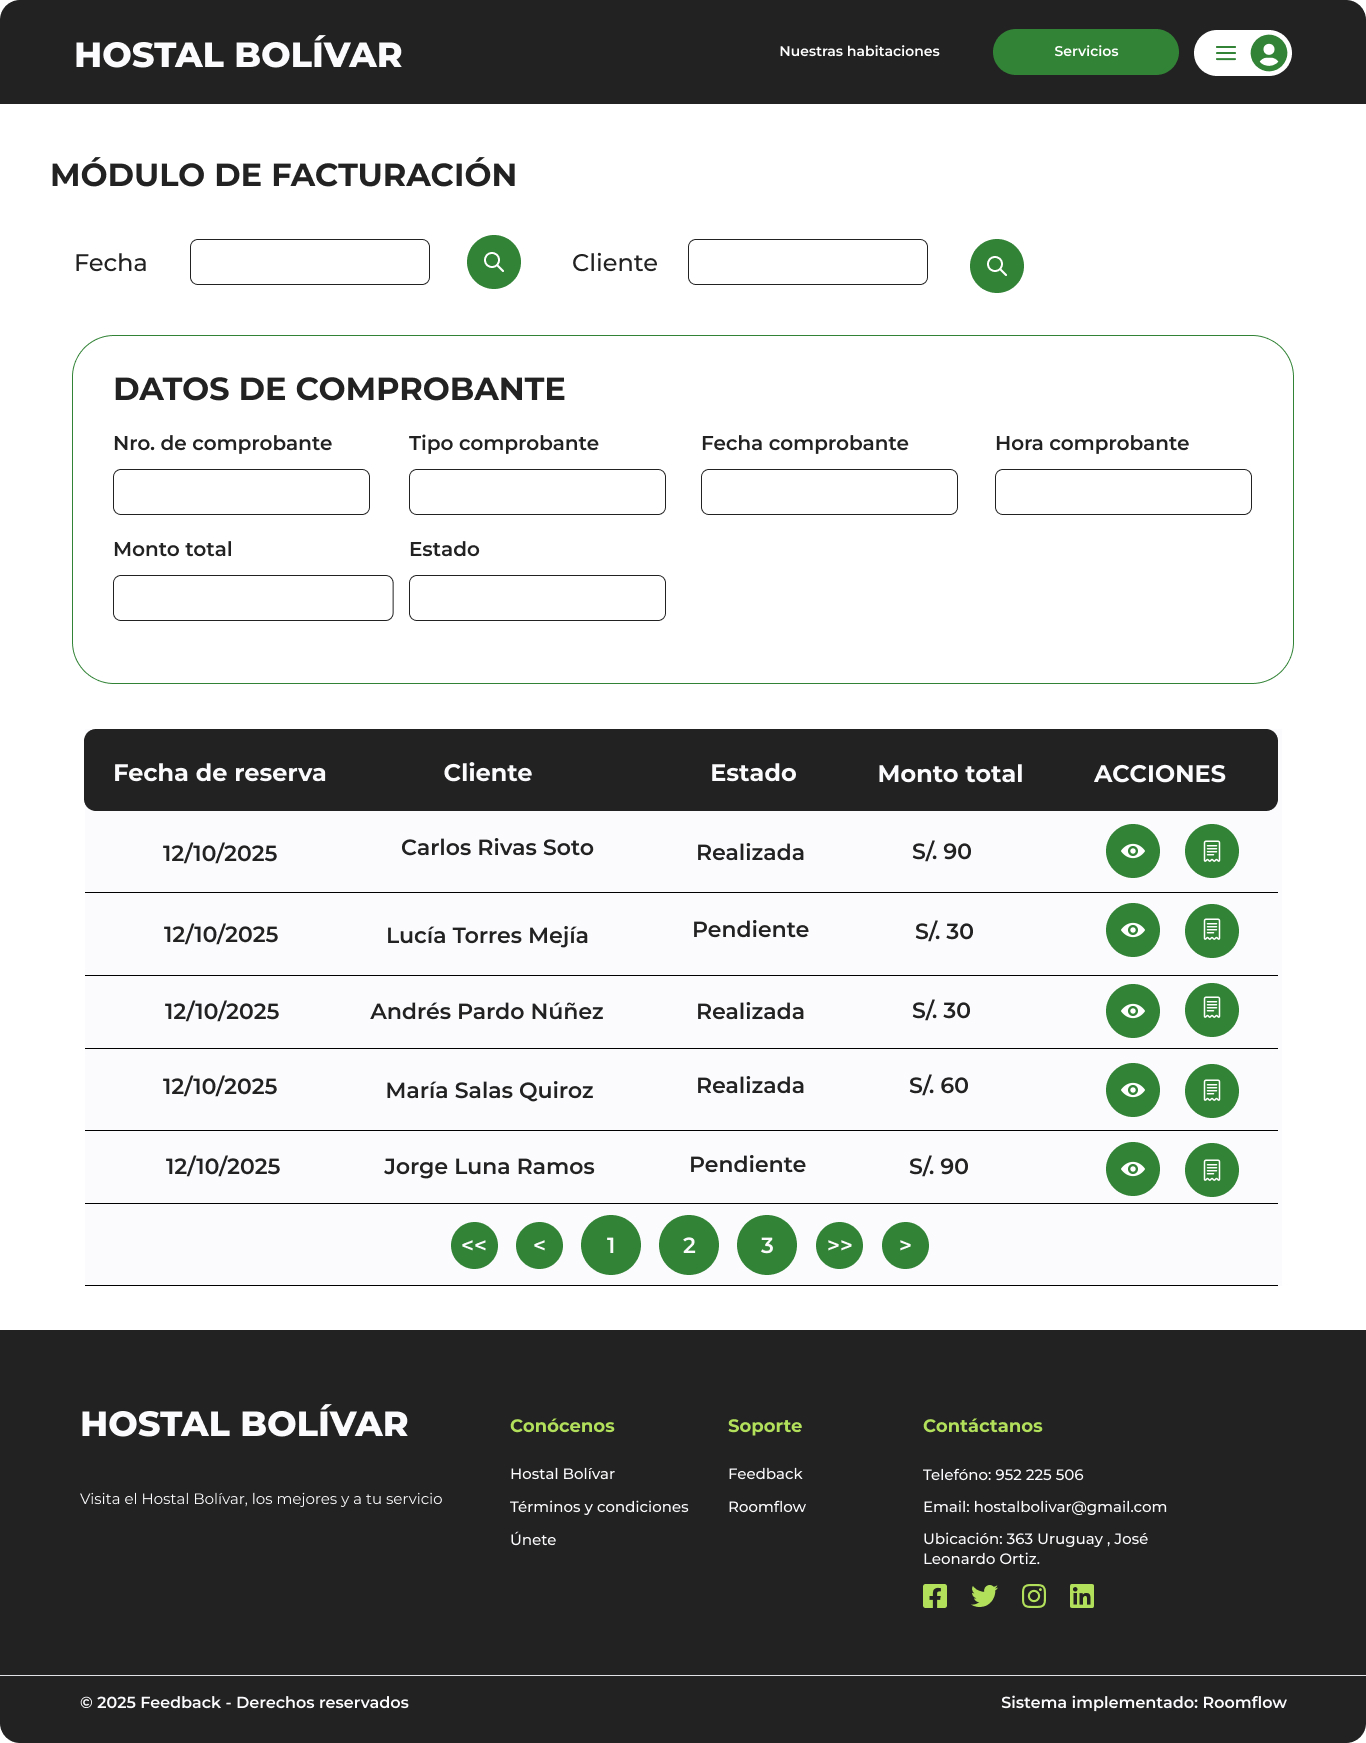 HOSTAL BOLÍVAR
Nuestras habitaciones
Servicios
MÓDULO DE FACTURACIÓN
Fecha
Cliente
DATOS DE COMPROBANTE
Nro. de comprobante
Tipo comprobante
Fecha comprobante
Hora comprobante
Monto total
Estado
Fecha de reserva Cliente Estado Monto total ACCIONES
12/10/2025 Carlos Rivas Soto Realizada S/. 90
12/10/2025 Lucía Torres Mejía Pendiente S/. 30
12/10/2025 Andrés Pardo Núñez Realizada S/. 30
12/10/2025 María Salas Quiroz Realizada S/. 60
12/10/2025 Jorge Luna Ramos Pendiente S/. 90
<< < 1 2 3 >> >
HOSTAL BOLÍVAR
Visita el Hostal Bolívar, los mejores y a tu servicio
Conócenos
Hostal Bolívar
Términos y condiciones
Únete
Soporte
Feedback
Roomflow
Contáctanos
Telefóno: 952 225 506
Email: hostalbolivar@gmail.com
Ubicación: 363 Uruguay , José
Leonardo Ortiz.
© 2025 Feedback - Derechos reservados
Sistema implementado: Roomflow